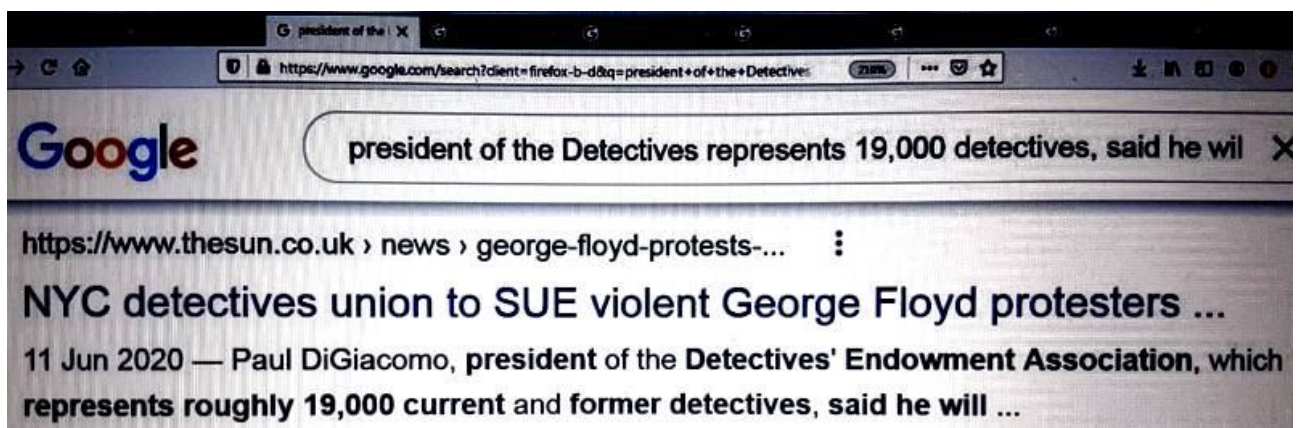 president of the
https://www.google.com/search?client=firefox-b-d&q=president+of+the+Detectives
210%
Google
president of the Detectives represents 19,000 detectives, said he wil
https://www.thesun.co.uk › news › george-floyd-protests-...
NYC detectives union to SUE violent George Floyd protesters ...
11 Jun 2020 — Paul DiGiacomo, president of the Detectives' Endowment Association, which
represents roughly 19,000 current and former detectives, said he will ...